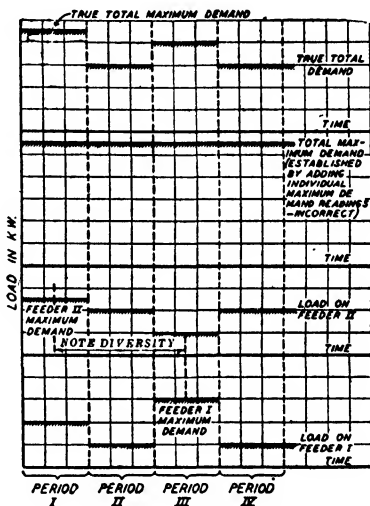 TRUE TOTAL MAXIMUM DEMAND
TRUE TOTAL
DEMAND
TIME
TOTAL MAX-
IMUM DEMAND
(ESTABLISHED
BY ADDING
INDIVIDUAL
MAXIMUM DE
MAND READINGS
-INCORRECT)
TIME
LOAD IN KW.
FEEDER II
MAXIMUM
DEMAND
LOAD ON
FEEDER II
NOTE DIVERSITY
TIME
FEEDER I
MAXIMUM
DEMAND
LOAD ON
FEEDER I
TIME
PERIOD
I
PERIOD
II
PERIOD
III
PERIOD
IV